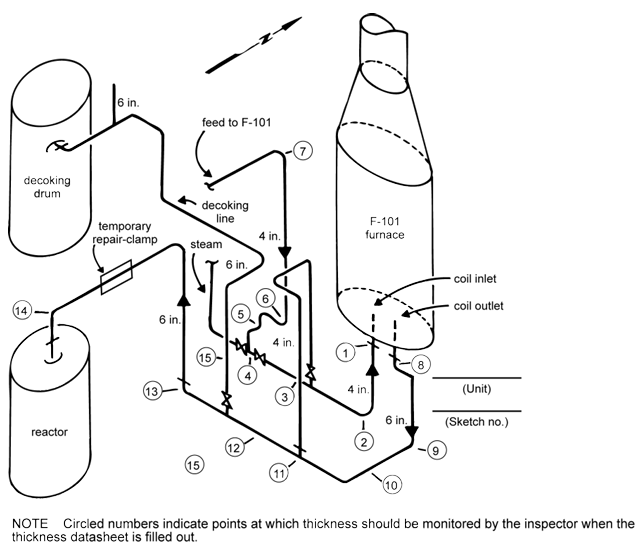 N
6 in.
feed to F-101
7
decoking
drum
decoking
line
F-101
furnace
temporary
repair-clamp
steam
4 in.
6 in.
coil inlet
coil outlet
14
5
6
6 in.
4 in.
1
8
15
4
3
4 in.
(Unit)
13
2
6 in.
(Sketch no.)
reactor
12
9
15
11
10
NOTE Circled numbers indicate points at which thickness should be monitored by the inspector when the
thickness datasheet is filled out.